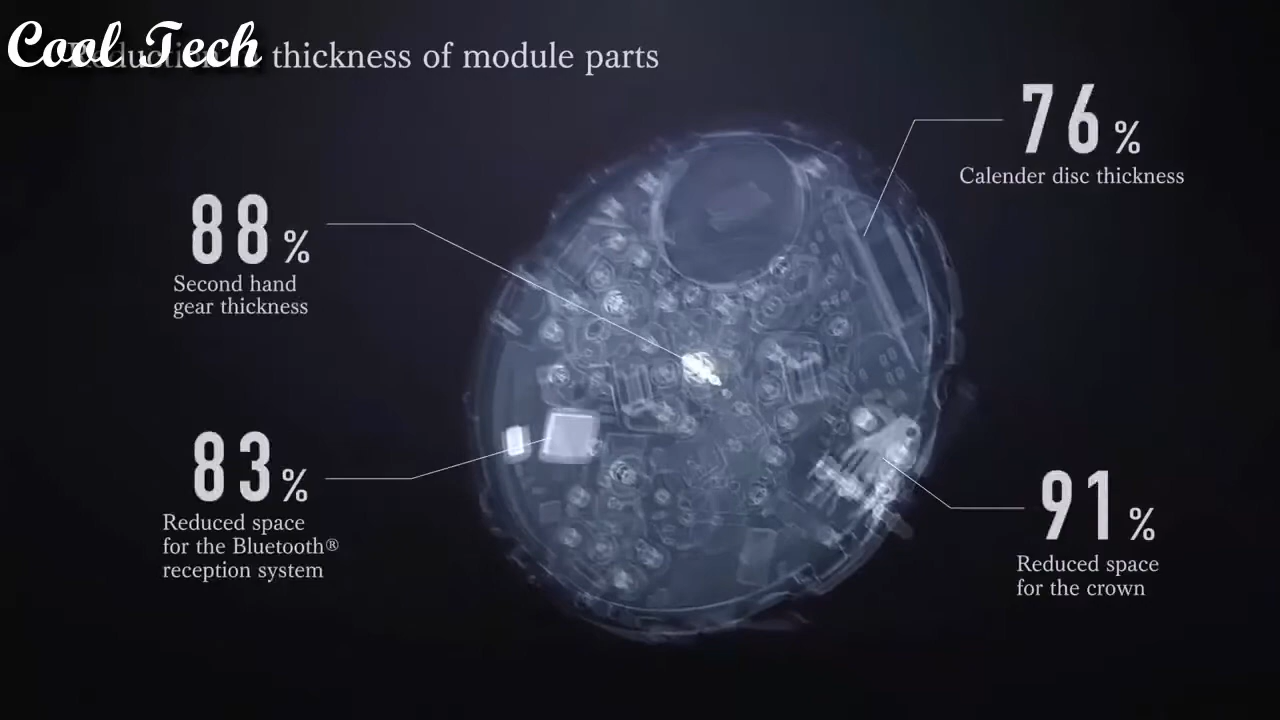 Cool Tech
thickness of module parts
76 %
Calender disc thickness
88 %
Second hand
gear thickness
83 %
Reduced space
for the Bluetooth®
reception system
91 %
Reduced space
for the crown